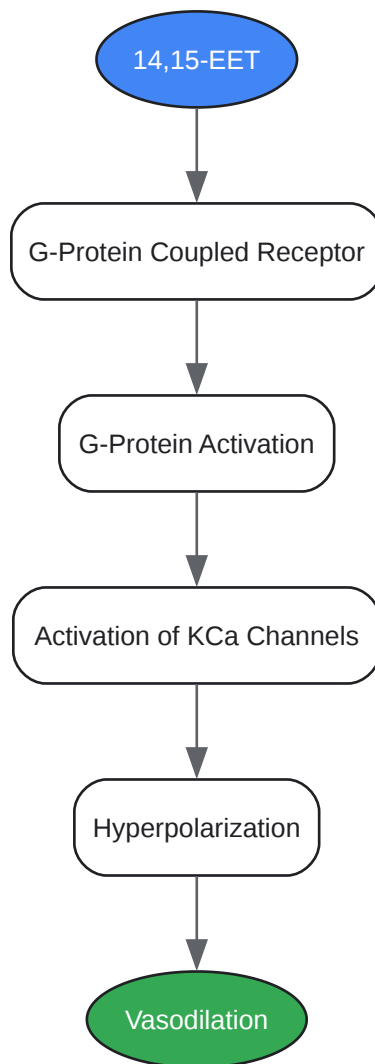 14,15-EET
G-Protein Coupled Receptor
G-Protein Activation
Activation of KCa Channels
Hyperpolarization
Vasodilation